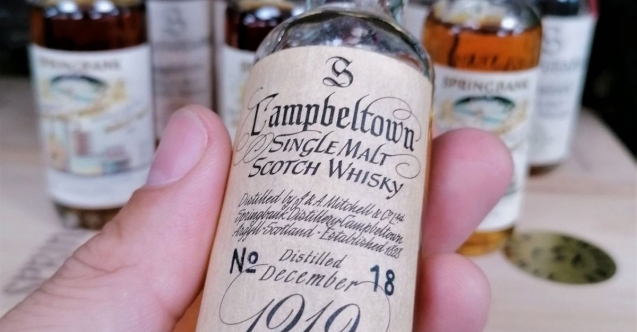 S
Campbeltown
SINGLE MALT
SCOTCH WHISKY
Distilled by J. & A. Mitchell & Co. Ltd.
Springbank Distillery · Campbeltown
Argyll · Scotland · Established 1828
Distilled
No December 18
1919
SPRINGBANK
SPRINGBANK